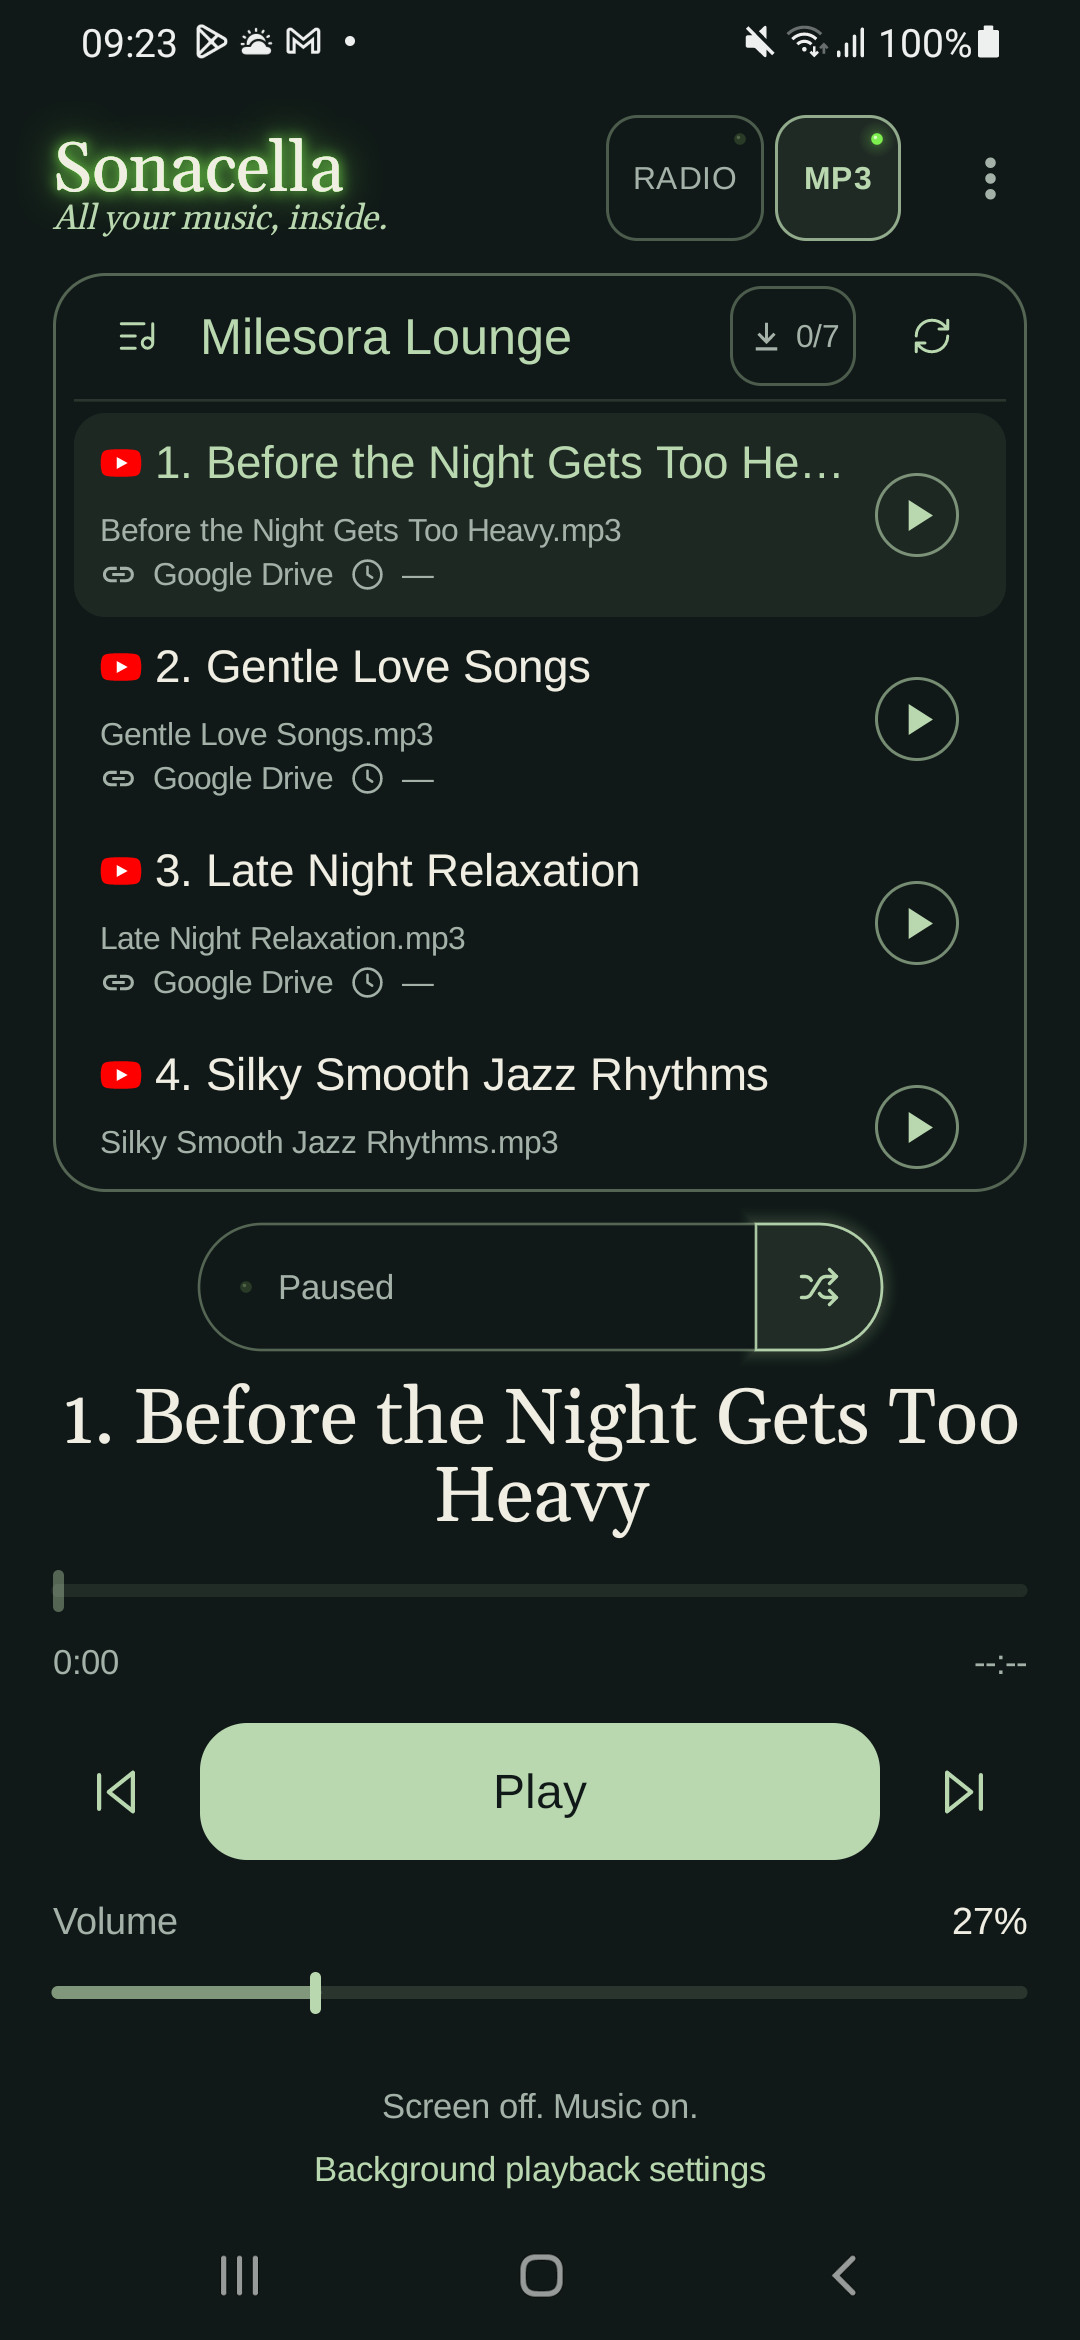 09:23
100%
Sonacella
All your music, inside.
RADIO
MP3
Milesora Lounge
0/7
1. Before the Night Gets Too He...
Before the Night Gets Too Heavy.mp3
Google Drive —
2. Gentle Love Songs
Gentle Love Songs.mp3
Google Drive —
3. Late Night Relaxation
Late Night Relaxation.mp3
Google Drive —
4. Silky Smooth Jazz Rhythms
Silky Smooth Jazz Rhythms.mp3
Paused
1. Before the Night Gets Too
Heavy
0:00
--:--
Play
Volume
27%
Screen off. Music on.
Background playback settings